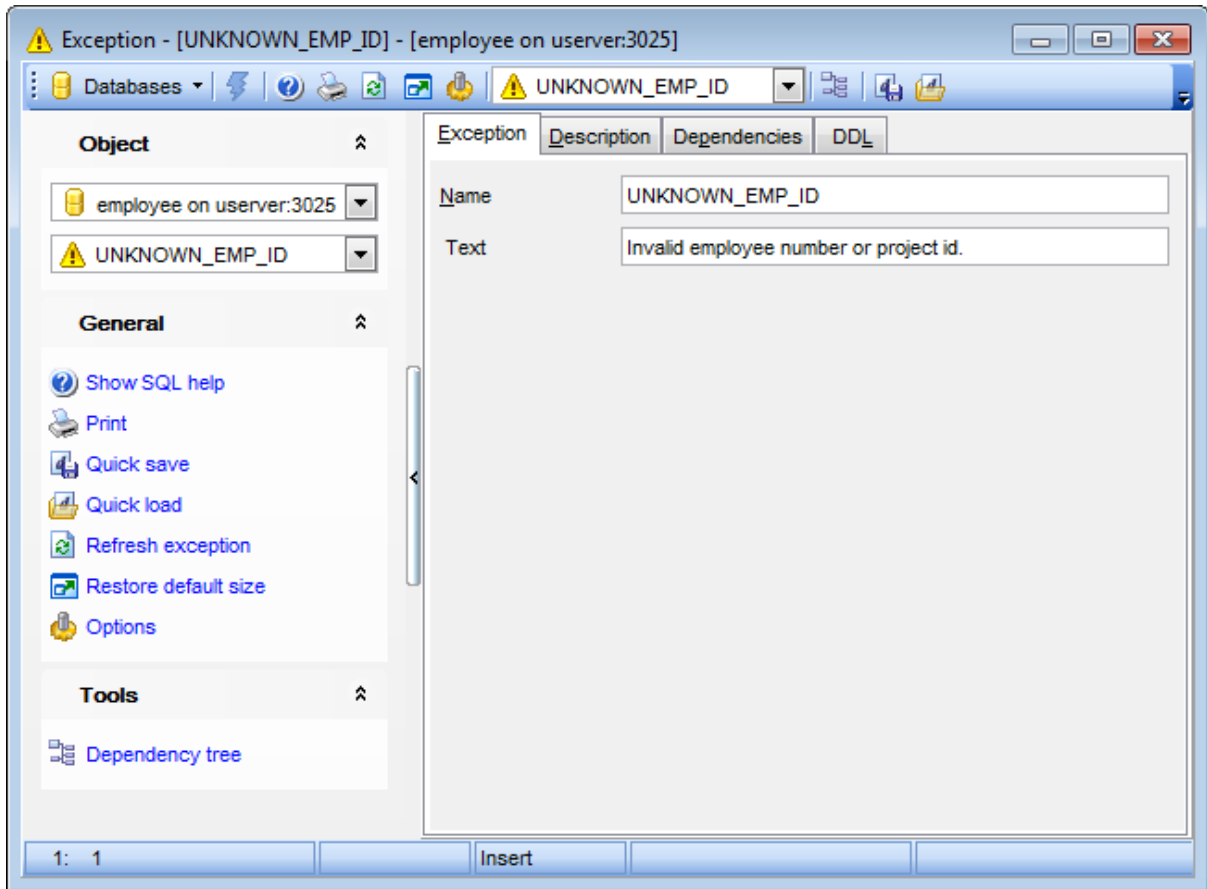 Exception - [UNKNOWN_EMP_ID] - [employee on userver:3025]
Databases UNKNOWN_EMP_ID
Object
employee on userver:3025
UNKNOWN_EMP_ID
General
Show SQL help
Print
Quick save
Quick load
Refresh exception
Restore default size
Options
Tools
Dependency tree
Exception Description Dependencies DDL
Name UNKNOWN_EMP_ID
Text Invalid employee number or project id.
1: 1 Insert